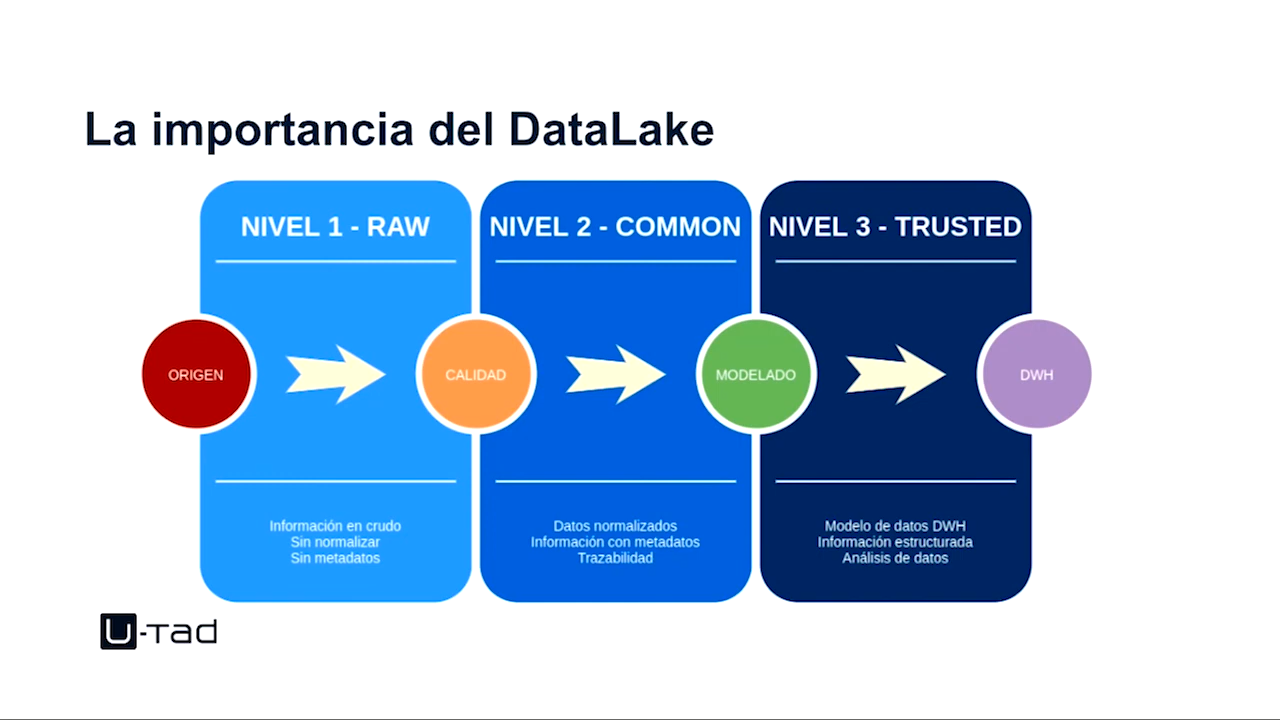 La importancia del DataLake
NIVEL 1 - RAW
NIVEL 2 - COMMON
NIVEL 3 - TRUSTED
ORIGEN
CALIDAD
MODELADO
DWH
Información en crudo
Sin normalizar
Sin metadatos
Datos normalizados
Información con metadatos
Trazabilidad
Modelo de datos DWH
Información estructurada
Análisis de datos
U-Tad